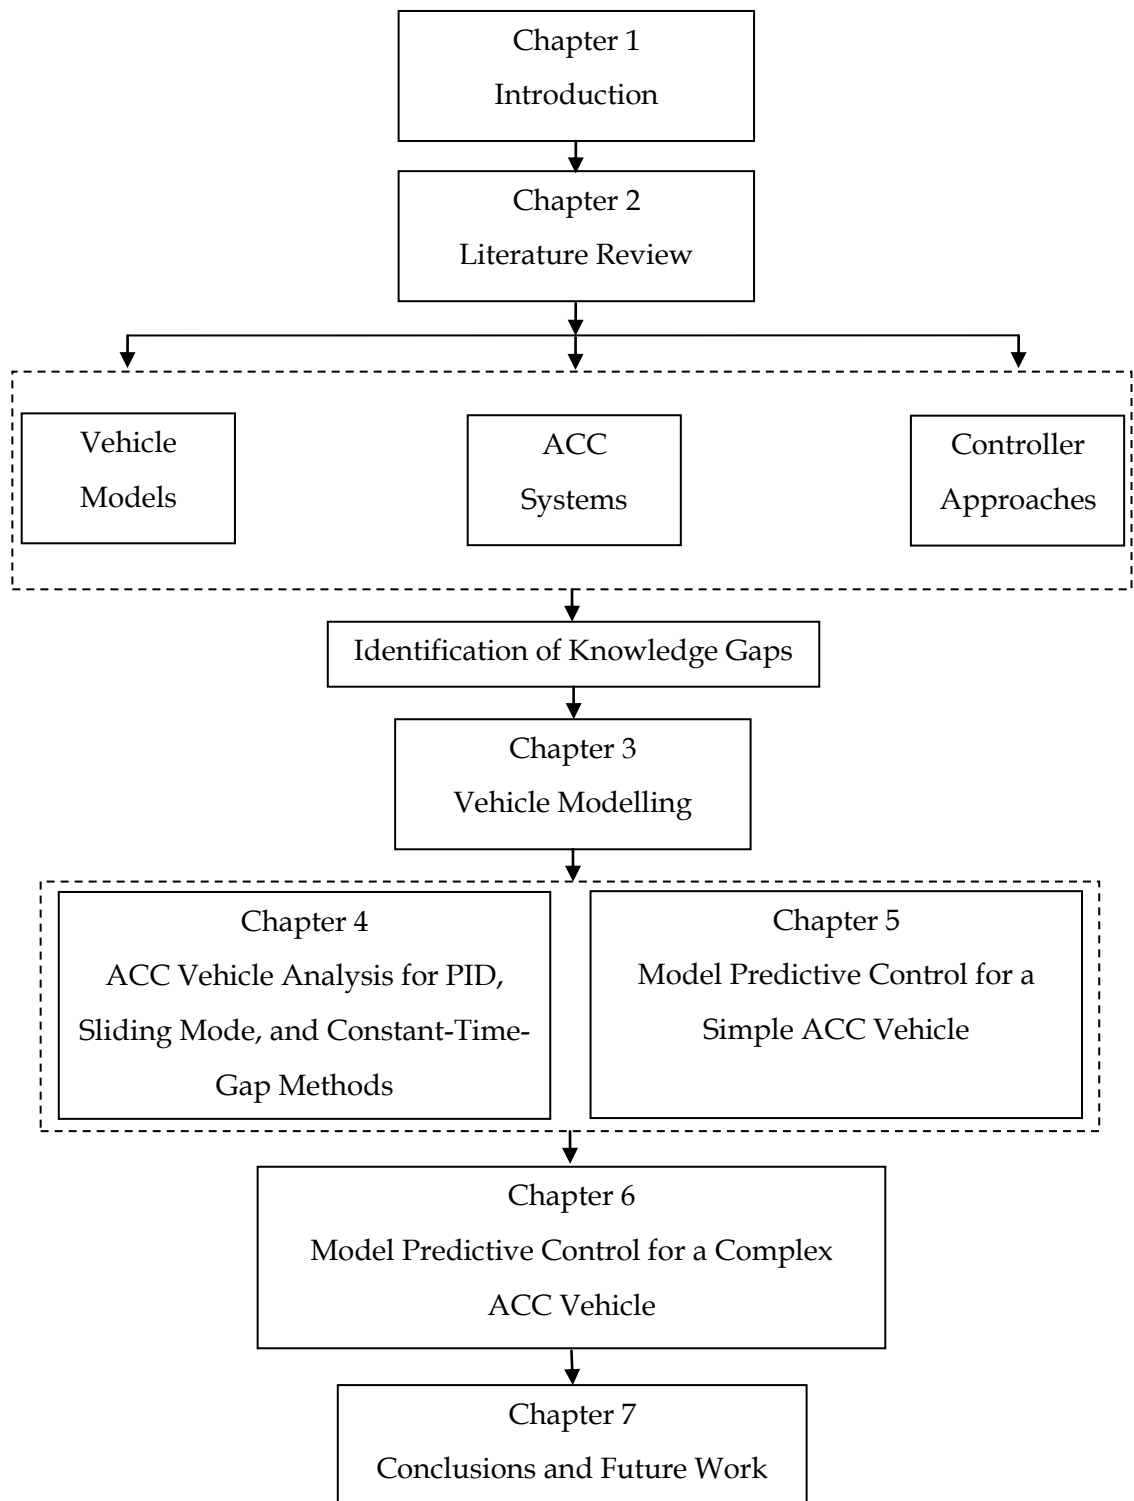 Chapter 1
Introduction
Chapter 2
Literature Review
Vehicle
Models
ACC
Systems
Controller
Approaches
Identification of Knowledge Gaps
Chapter 3
Vehicle Modelling
Chapter 4
ACC Vehicle Analysis for PID,
Sliding Mode, and Constant-Time-
Gap Methods
Chapter 5
Model Predictive Control for a
Simple ACC Vehicle
Chapter 6
Model Predictive Control for a Complex
ACC Vehicle
Chapter 7
Conclusions and Future Work